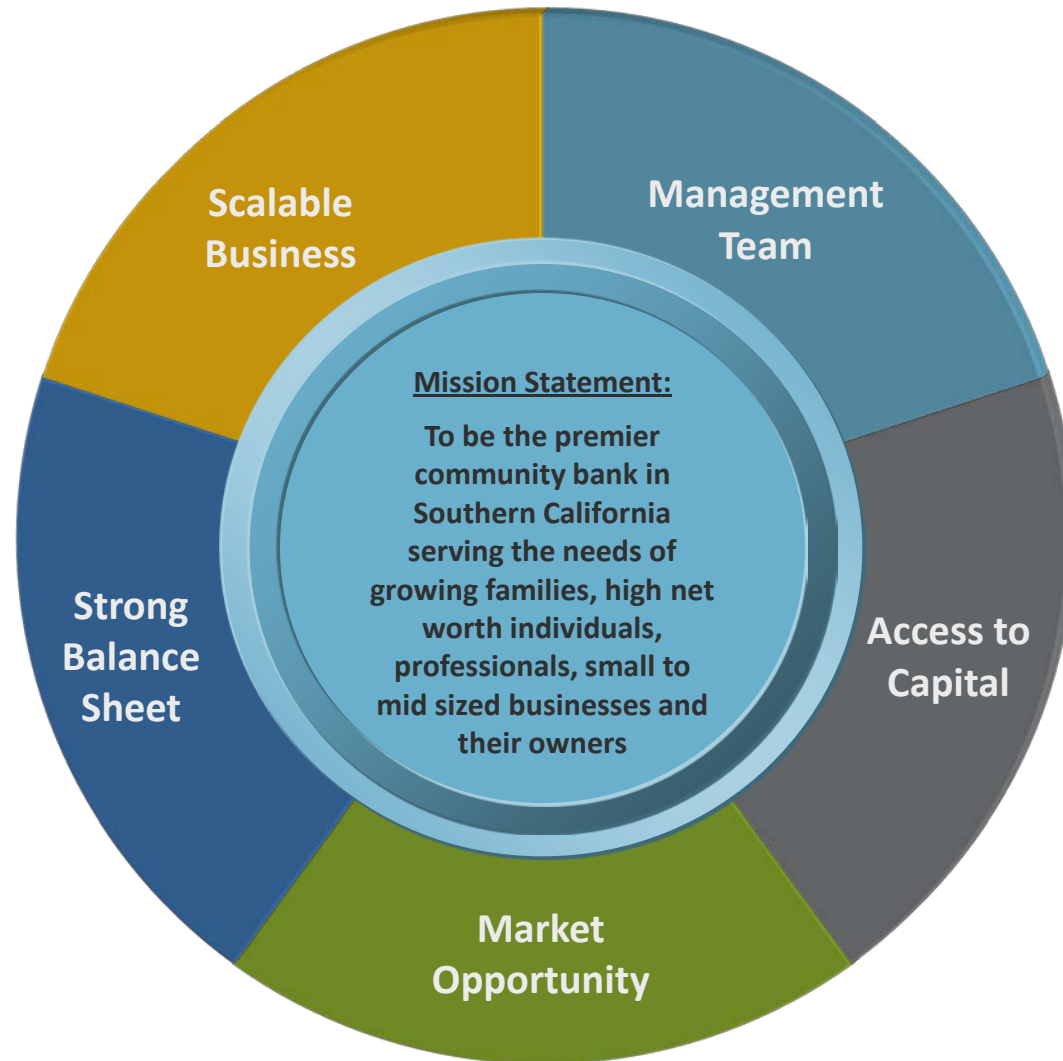 Scalable
Business
Management
Team
Mission Statement:
To be the premier
community bank in
Southern California
serving the needs of
growing families, high net
worth individuals,
professionals, small to
mid sized businesses and
their owners
Strong
Balance
Sheet
Access to
Capital
Market
Opportunity